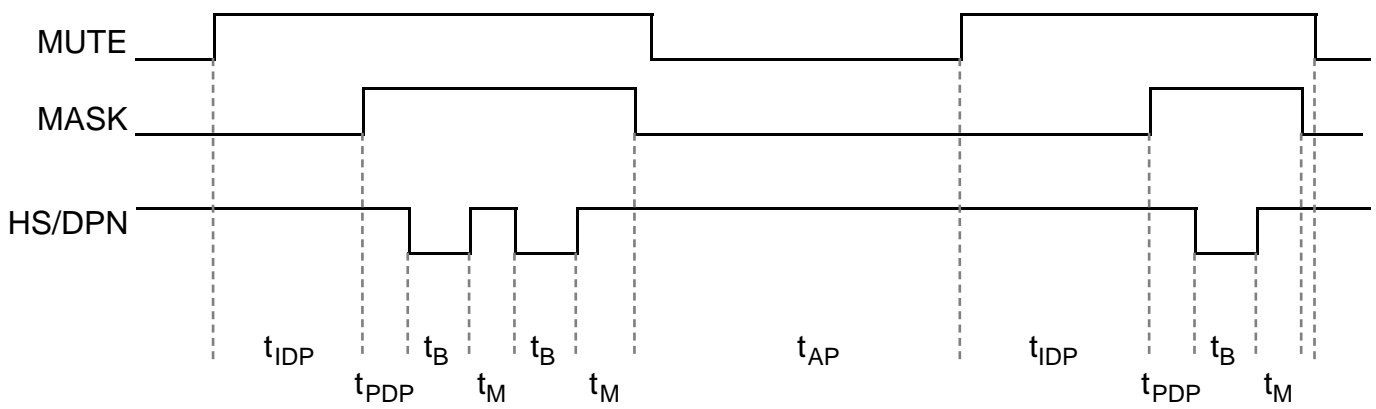 MUTE
MASK
HS/DPN
tIDP tB tB tAP tIDP tB
tPDP tM tM tPDP tM